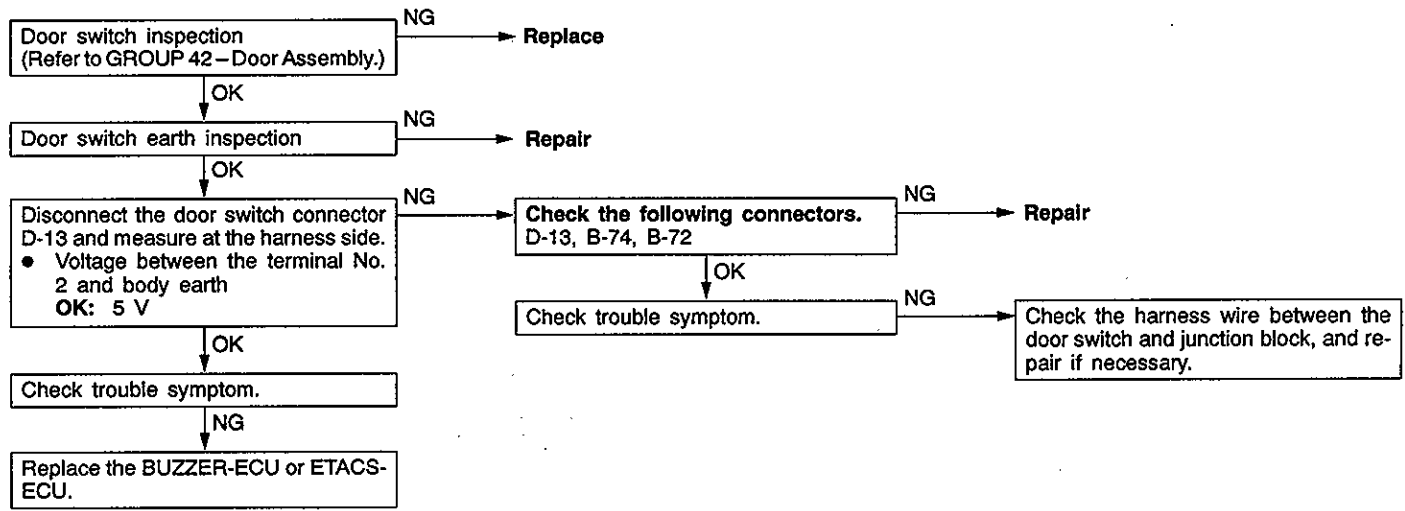 Door switch inspection
(Refer to GROUP 42 – Door Assembly.)
NG
Replace
OK
Door switch earth inspection
NG
Repair
OK
Disconnect the door switch connector
D-13 and measure at the harness side.
● Voltage between the terminal No.
2 and body earth
OK: 5 V
NG
Check the following connectors.
D-13, B-74, B-72
NG
Repair
OK
Check trouble symptom.
NG
Check the harness wire between the
door switch and junction block, and re-
pair if necessary.
OK
Check trouble symptom.
NG
Replace the BUZZER-ECU or ETACS-
ECU.